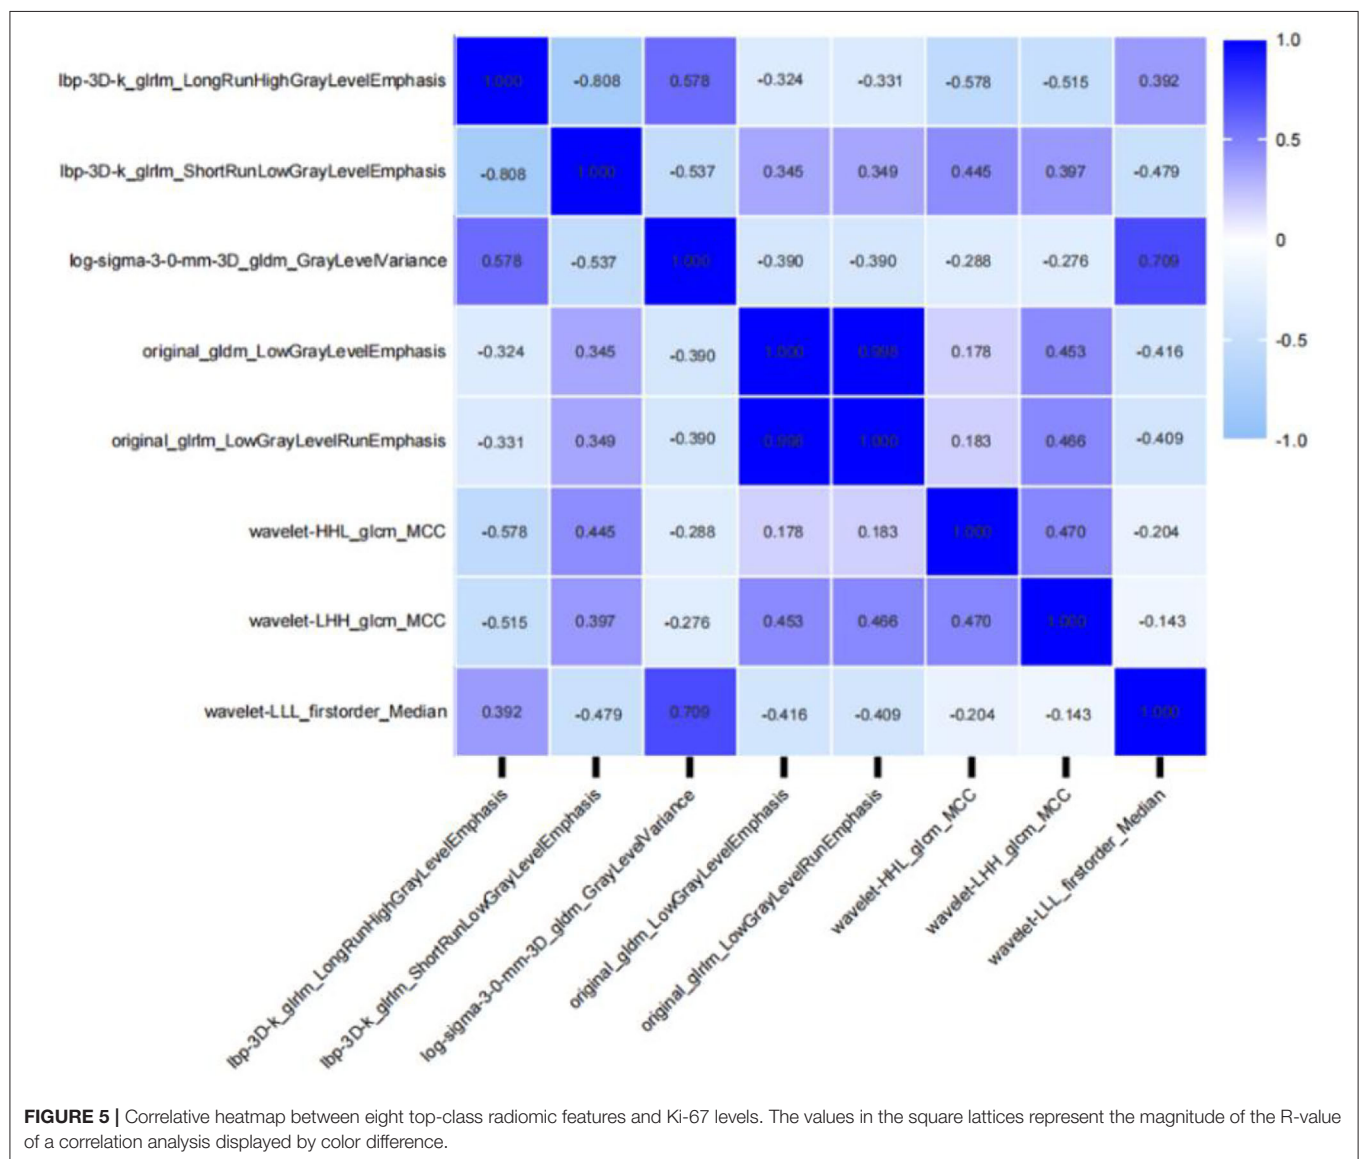 lbp-3D-k_glrlm_LongRunHighGrayLevelEmphasis 1.000 -0.808 0.578 -0.324 -0.331 -0.578 -0.515 0.392
lbp-3D-k_glrlm_ShortRunLowGrayLevelEmphasis -0.808 1.000 -0.537 0.345 0.349 0.445 0.397 -0.479
log-sigma-3-0-mm-3D_gldm_GrayLevelVariance 0.578 -0.537 1.000 -0.390 -0.390 -0.288 -0.276 0.709
original_gldm_LowGrayLevelEmphasis -0.324 0.345 -0.390 1.000 0.998 0.178 0.453 -0.416
original_glrlm_LowGrayLevelRunEmphasis -0.331 0.349 -0.390 0.998 1.000 0.183 0.466 -0.409
wavelet-HHL_glcm_MCC -0.578 0.445 -0.288 0.178 0.183 1.000 0.470 -0.204
wavelet-LHH_glcm_MCC -0.515 0.397 -0.276 0.453 0.466 0.470 1.000 -0.143
wavelet-LLL_firstorder_Median 0.392 -0.479 0.709 -0.416 -0.409 -0.204 -0.143 1.000
1.0
0.5
0
-0.5
-1.0
lbp-3D-k_glrlm_LongRunHighGrayLevelEmphasis
lbp-3D-k_glrlm_ShortRunLowGrayLevelEmphasis
log-sigma-3-0-mm-3D_gldm_GrayLevelVariance
original_gldm_LowGrayLevelEmphasis
original_glrlm_LowGrayLevelRunEmphasis
wavelet-HHL_glcm_MCC
wavelet-LHH_glcm_MCC
wavelet-LLL_firstorder_Median
FIGURE 5 | Correlative heatmap between eight top-class radiomic features and Ki-67 levels. The values in the square lattices represent the magnitude of the R-value
of a correlation analysis displayed by color difference.